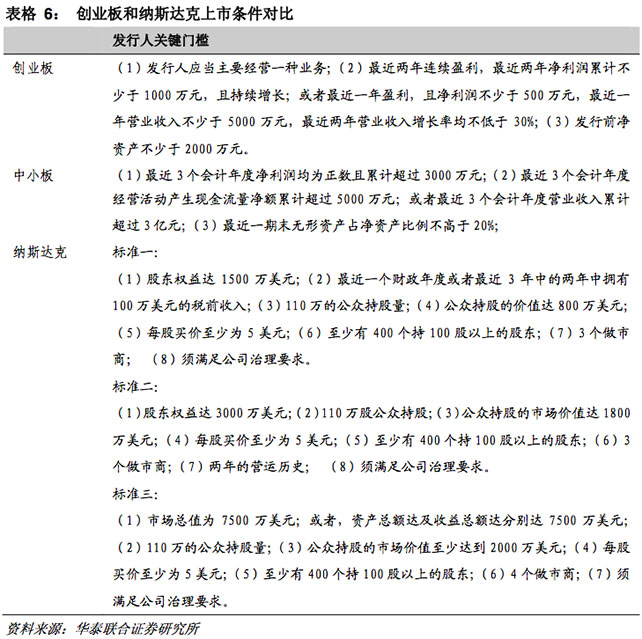 表格 6： 创业板和纳斯达克上市条件对比
发行人关键门槛
创业板
（1）发行人应当主要经营一种业务；（2）最近两年连续盈利，最近两年净利润累计不
少于 1000 万元，且持续增长；或者最近一年盈利，且净利润不少于 500 万元，最近一
年营业收入不少于 5000 万元，最近两年营业收入增长率均不低于 30%；（3）发行前净
资产不少于 2000 万元。
中小板
（1）最近 3 个会计年度净利润均为正数且累计超过 3000 万元；（2）最近 3 个会计年度
经营活动产生现金流量净额累计超过 5000 万元；或者最近 3 个会计年度营业收入累计
超过 3 亿元；（3）最近一期末无形资产占净资产比例不高于 20%;
纳斯达克
标准一：
（1）股东权益达 1500 万美元；（2）最近一个财政年度或者最近 3 年中的两年中拥有
100 万美元的税前收入；（3）110 万的公众持股量；（4）公众持股的价值达 800 万美元；
（5）每股买价至少为 5 美元；（6）至少有 400 个持 100 股以上的股东；（7）3 个做市
商； （8）须满足公司治理要求。
标准二：
（1）股东权益达 3000 万美元；（2）110 万股公众持股；（3）公众持股的市场价值达 1800
万美元；（4）每股买价至少为 5 美元；（5）至少有 400 个持 100 股以上的股东；（6）3
个做市商；（7）两年的营运历史； （8）须满足公司治理要求。
标准三：
（1）市场总值为 7500 万美元；或者，资产总额达及收益总额达分别达 7500 万美元；
（2）110 万的公众持股量；（3）公众持股的市场价值至少达到 2000 万美元；（4）每股
买价至少为 5 美元；（5）至少有 400 个持 100 股以上的股东；（6）4 个做市商；（7）须
满足公司治理要求。
资料来源：华泰联合证券研究所